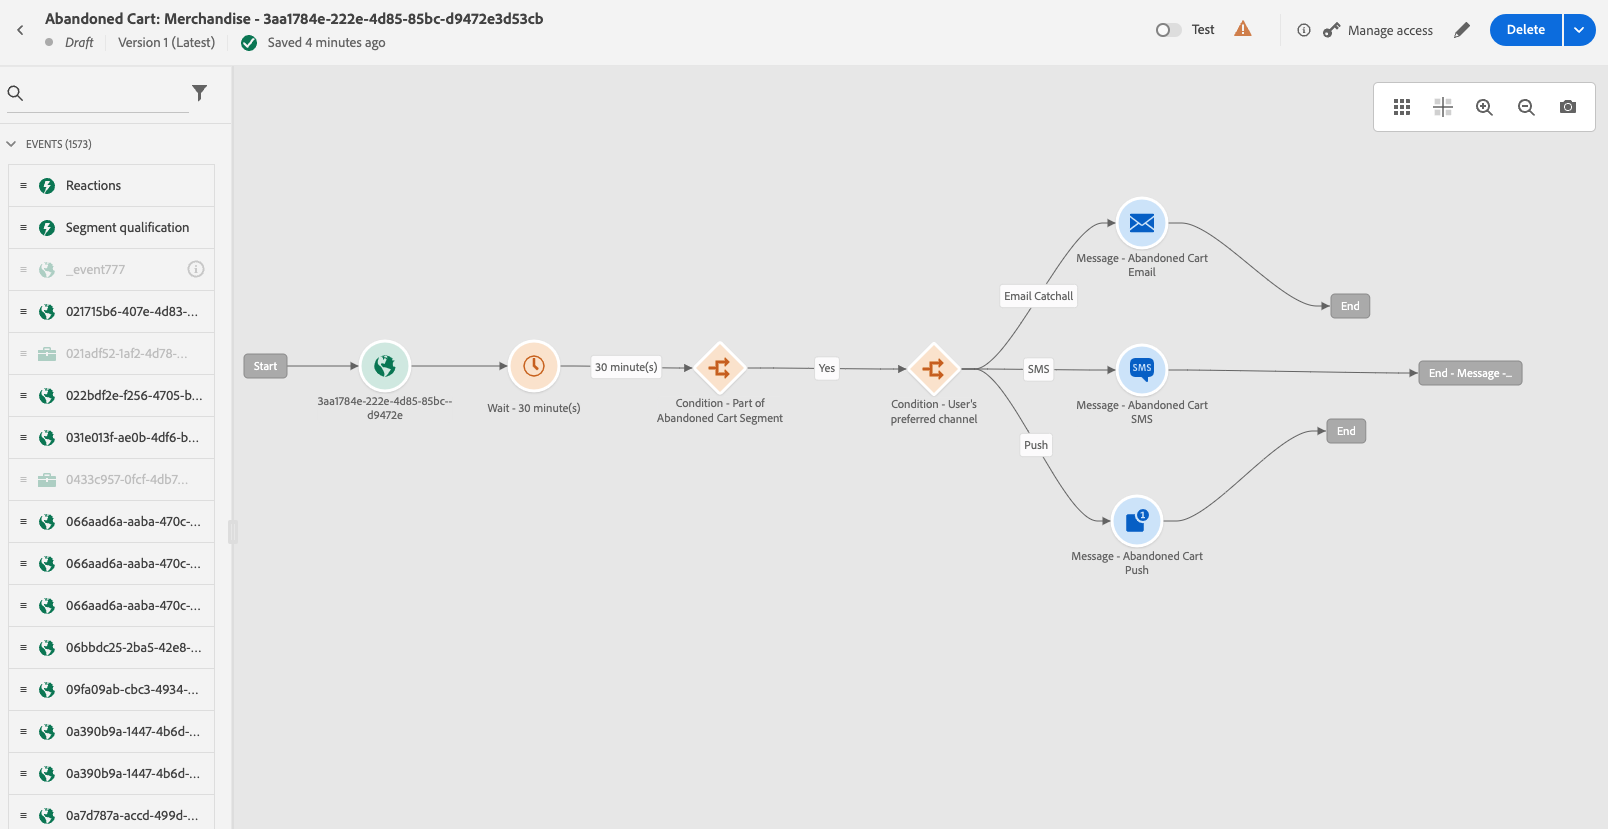 Abandoned Cart: Merchandise - 3aa1784e-222e-4d85-85bc-d9472e3d53cb
Draft
Version 1 (Latest)
Saved 4 minutes ago
Test
Manage access
Delete
EVENTS (1573)
Reactions
Segment qualification
_event777
021715b6-407e-4d83-...
021adf52-1af2-4d78-...
022bdf2e-f256-4705-b...
031e013f-ae0b-4df6-b...
0433c957-0fcf-4db7...
066aad6a-aaba-470c-...
066aad6a-aaba-470c-...
066aad6a-aaba-470c-...
06bbdc25-2ba5-42e8-...
09fa09ab-cbc3-4934-...
0a390b9a-1447-4b6d-...
0a390b9a-1447-4b6d-...
0a7d787a-accd-499d-...
Start
3aa1784e-222e-4d85-85bc--
d9472e
Wait - 30 minute(s)
30 minute(s)
Condition - Part of
Abandoned Cart Segment
Yes
Condition - User's
preferred channel
Email Catchall
SMS
Push
Message - Abandoned Cart
Email
End
SMS
Message - Abandoned Cart
SMS
End - Message -...
1
Message - Abandoned Cart
Push
End